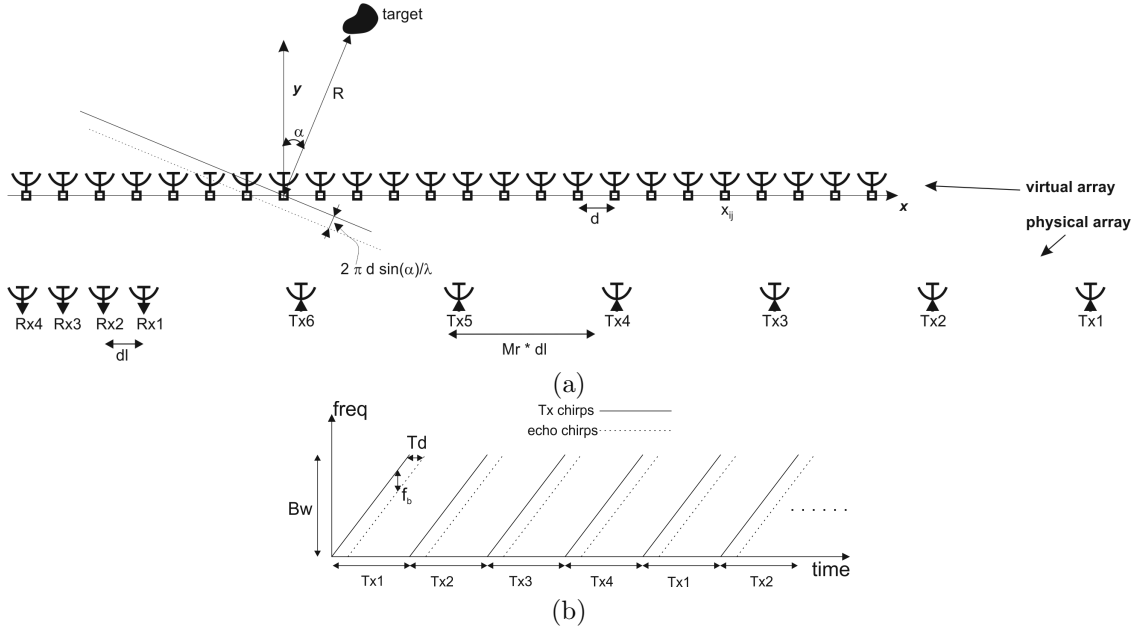 target
y
R
α
virtual array
x
d
x_ij
physical array
2 π d sin(α)/λ
Rx4 Rx3 Rx2 Rx1 Tx6 Tx5 Tx4 Tx3 Tx2 Tx1
dl
Mr * dl
(a)
freq
Tx chirps
echo chirps
Td
f_b
Bw
. . . . . .
time
Tx1 Tx2 Tx3 Tx4 Tx1 Tx2
(b)